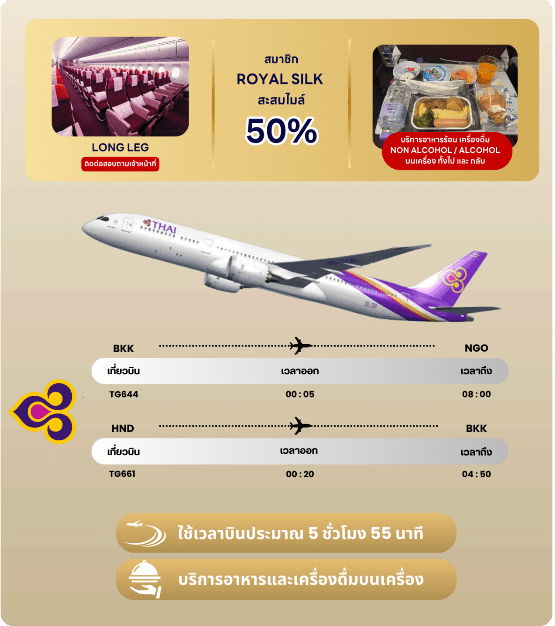 LONG LEG
ติดต่อสอบถามเจ้าหน้าที่
สมาชิก
ROYAL SILK
สะสมไมล์
50%
บริการอาหารร้อน เครื่องดื่ม
NON ALCOHOL / ALCOHOL
บนเครื่อง ทั้งไป และ กลับ
THAI
BKK NGO
เที่ยวบิน เวลาออก เวลาถึง
TG644 00 : 05 08 : 00
HND BKK
เที่ยวบิน เวลาออก เวลาถึง
TG661 00 : 20 04 : 50
ใช้เวลาบินประมาณ 5 ชั่วโมง 55 นาที
บริการอาหารและเครื่องดื่มบนเครื่อง